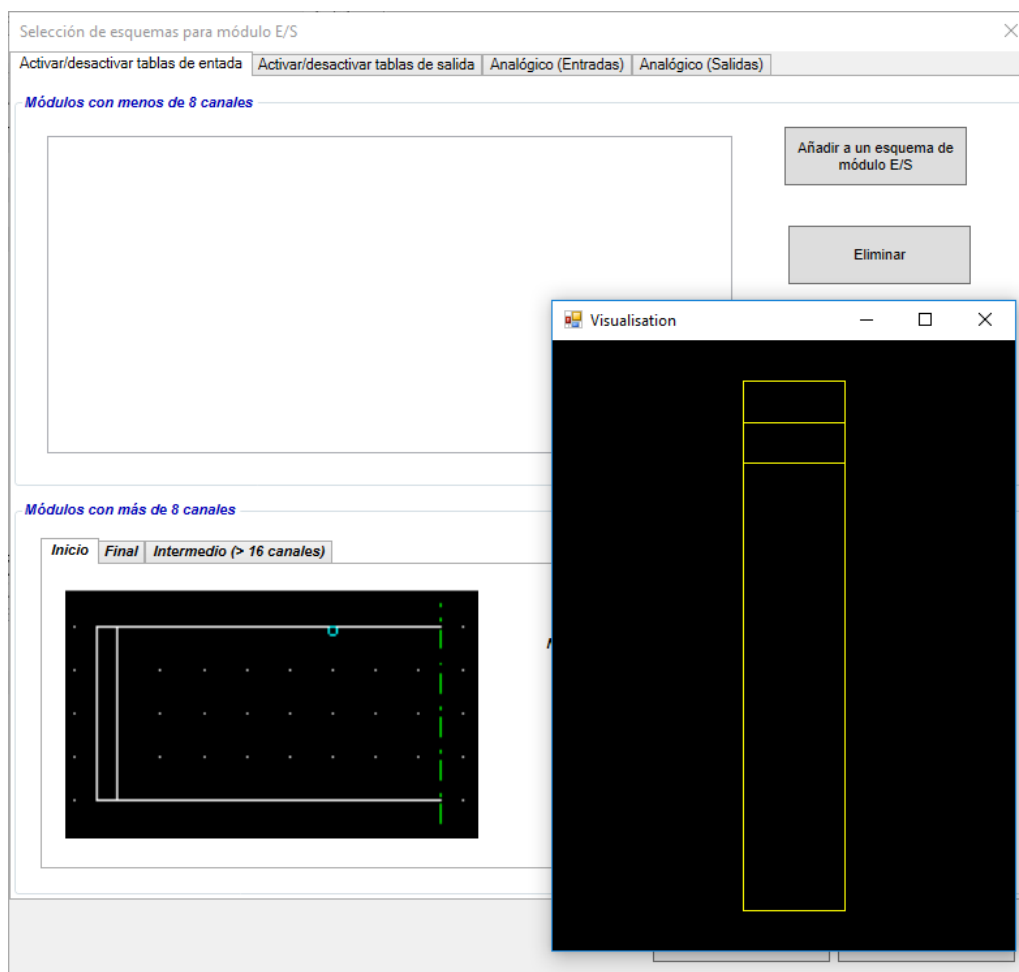 Selección de esquemas para módulo E/S
Activar/desactivar tablas de entada
Activar/desactivar tablas de salida
Analógico (Entradas)
Analógico (Salidas)
Módulos con menos de 8 canales
Añadir a un esquema de
módulo E/S
Eliminar
Visualisation
Módulos con más de 8 canales
Inicio
Final
Intermedio (> 16 canales)